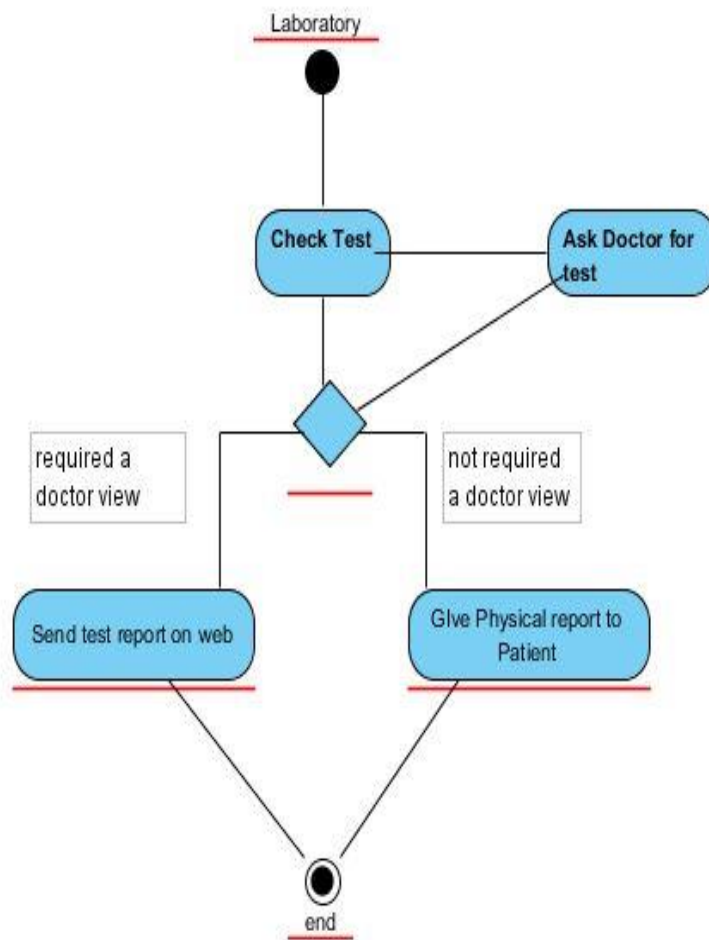 Laboratory
Check Test
Ask Doctor for
test
required a
doctor view
not required
a doctor view
Send test report on web
GIve Physical report to
Patient
end